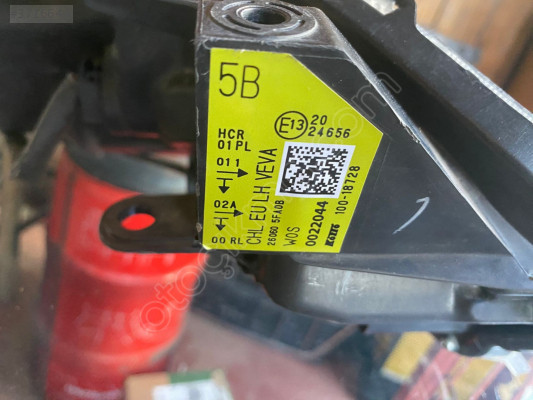 5B
E13
20
24656
HCR
01PL
011
02A
00 RL
CHL EU LH VEVA
26060 5FA0B
WOS
0022044
KOITO
100-18728